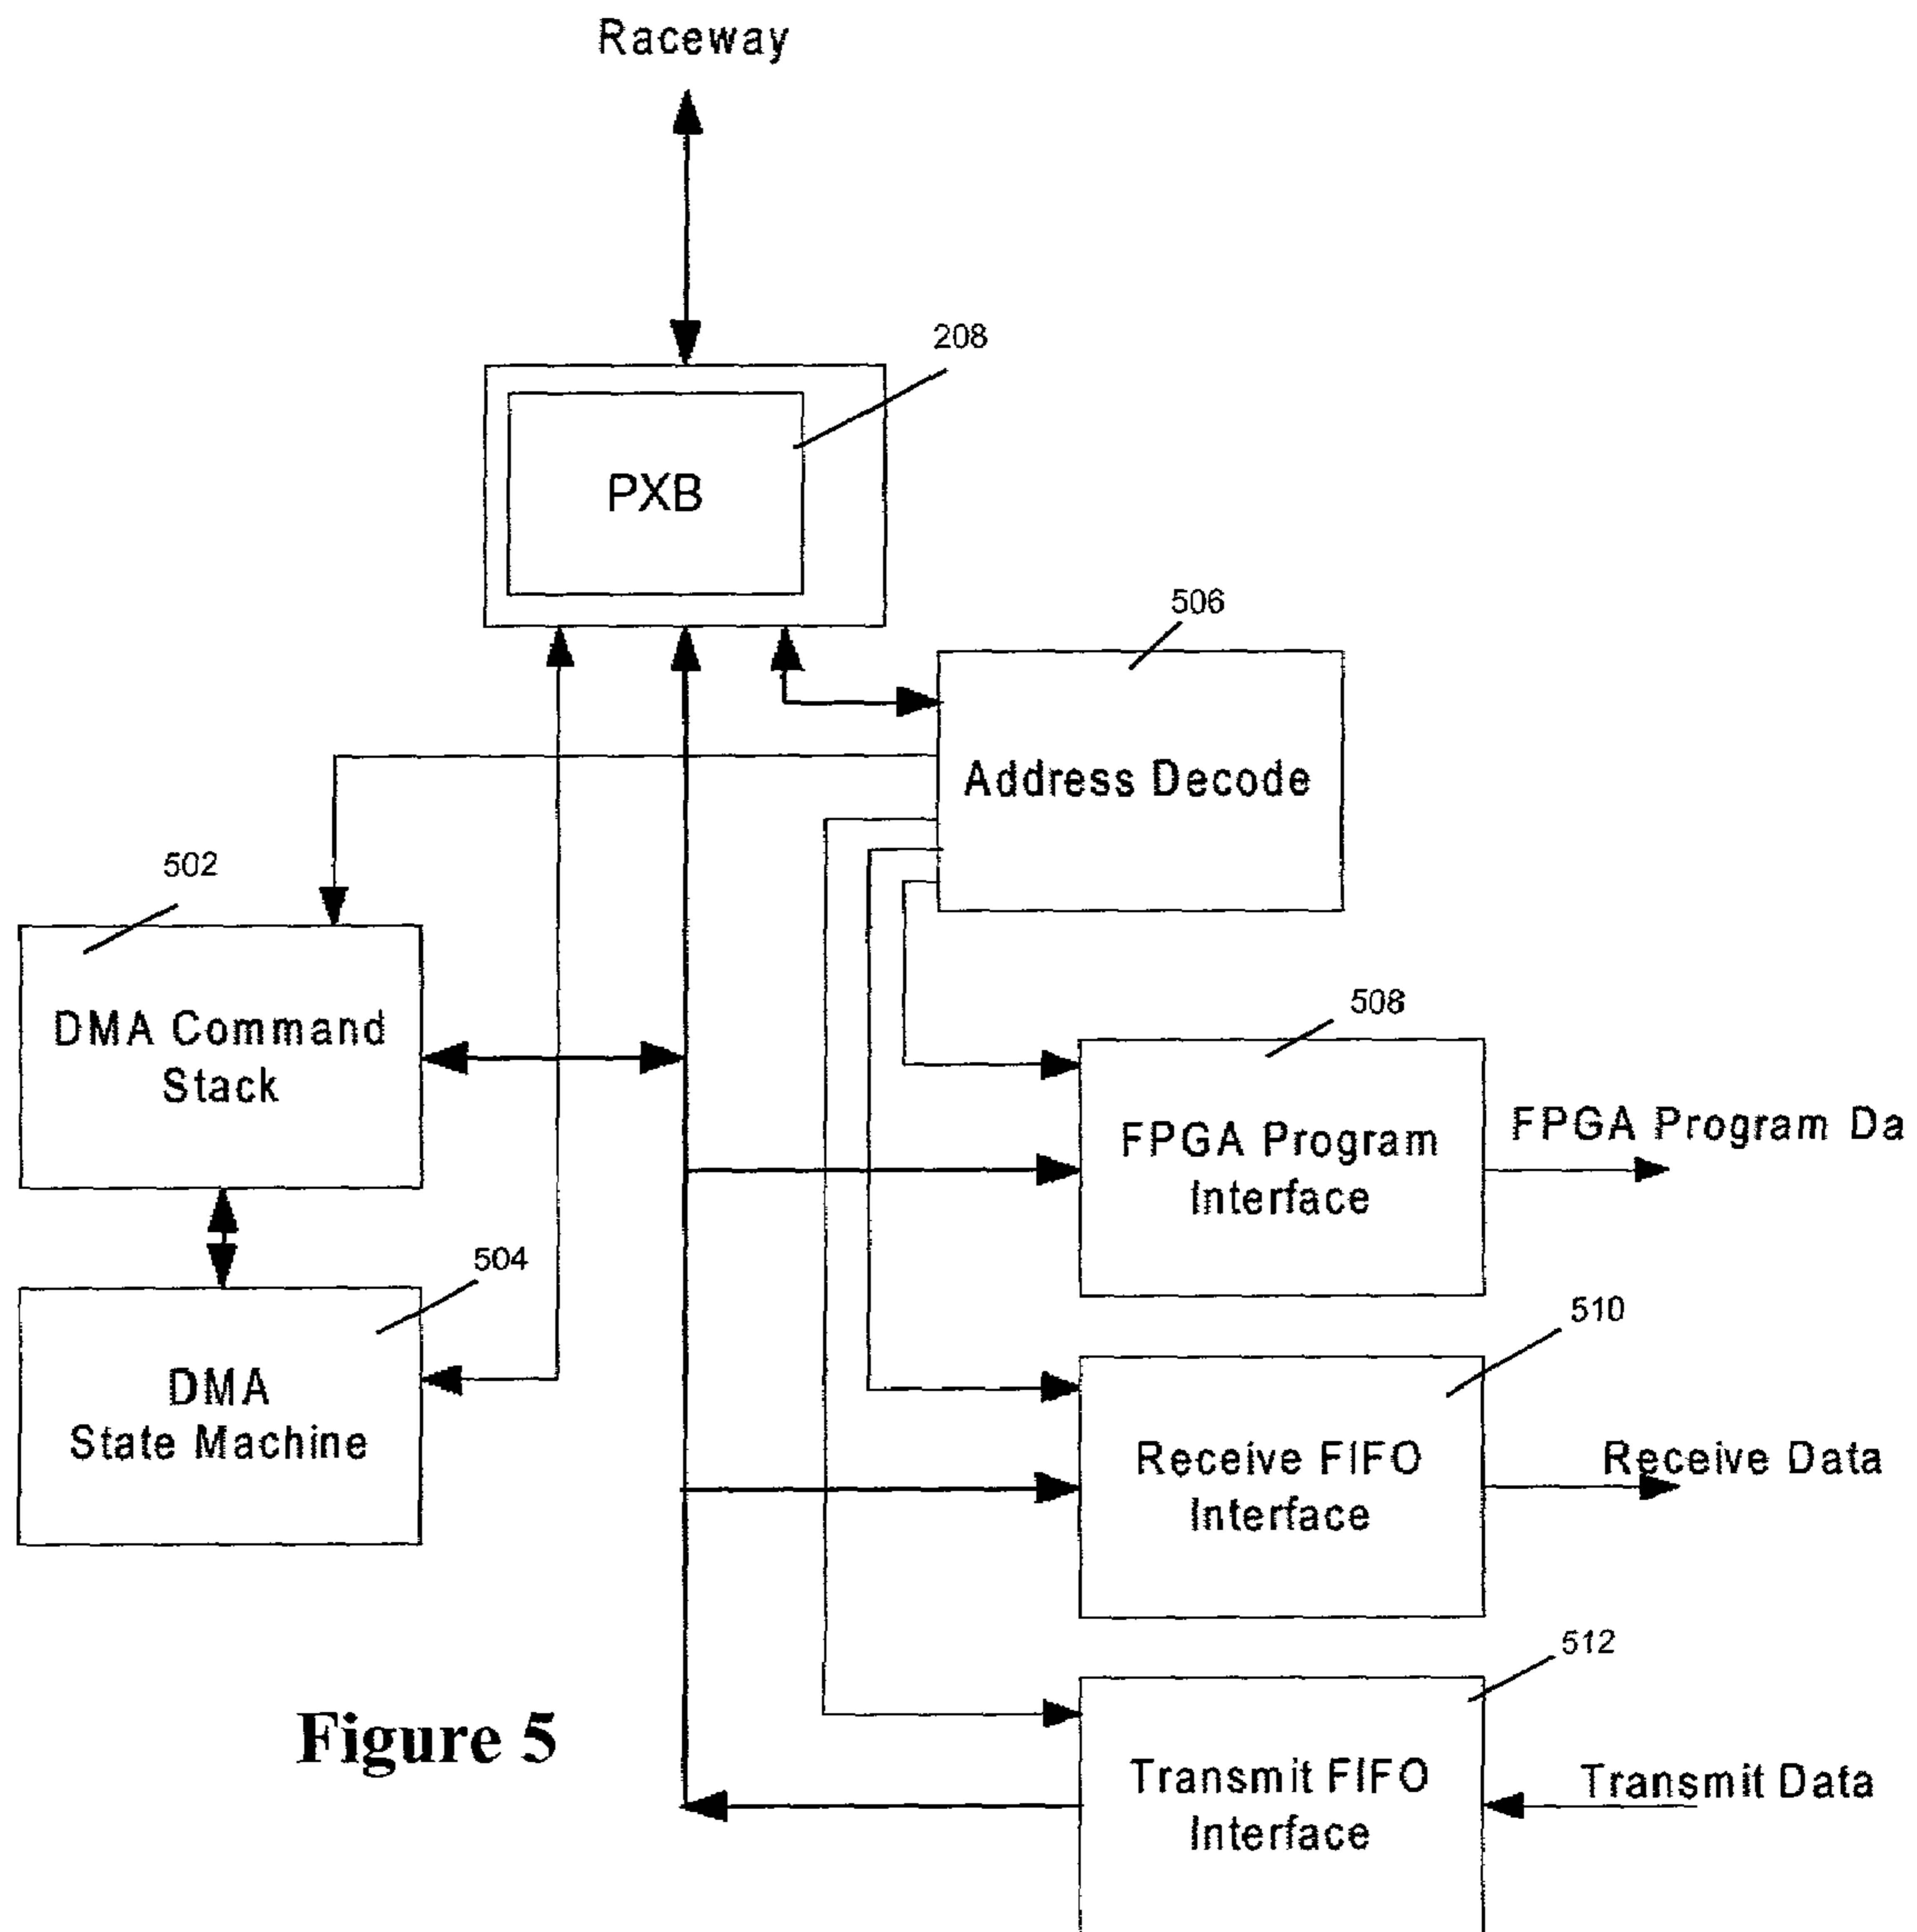 Raceway
208
PXB
506
Address Decode
502
DMA Command
Stack
508
FPGA Program
Interface
FPGA Program Da
504
DMA
State Machine
510
Receive FIFO
Interface
Receive Data
512
Transmit FIFO
Interface
Transmit Data
Figure 5